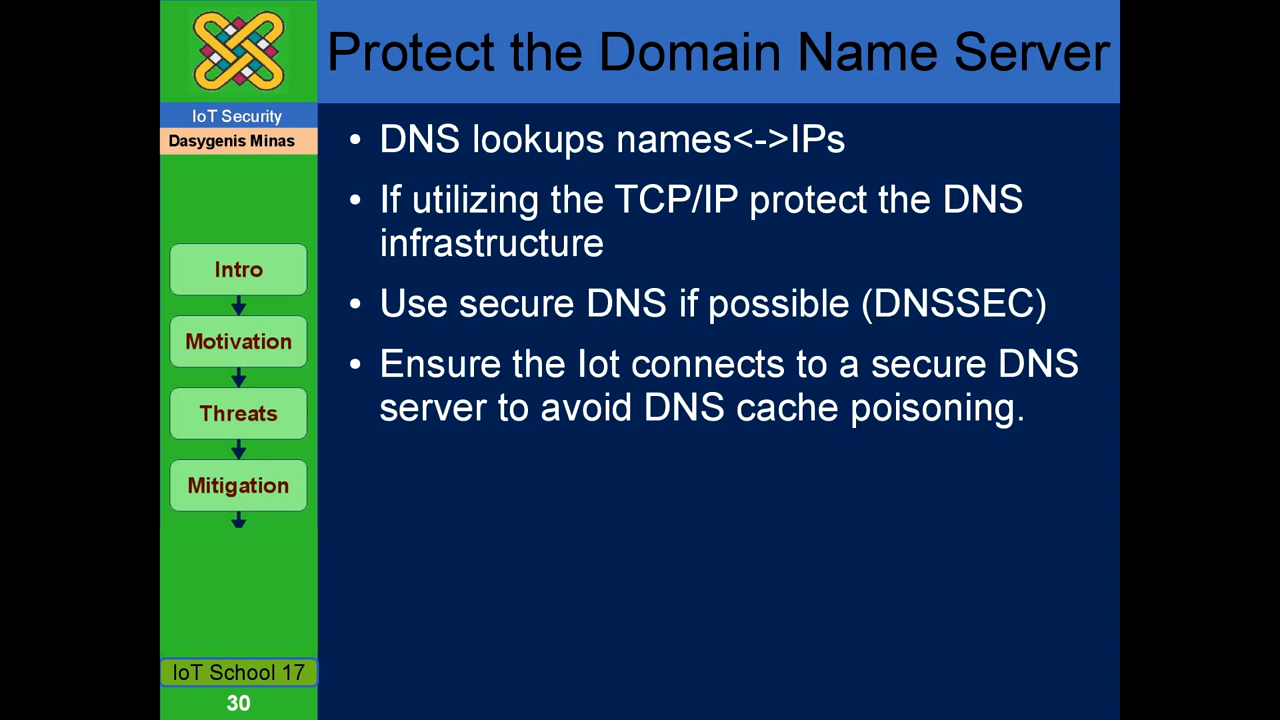 Protect the Domain Name Server
IoT Security
Dasygenis Minas
Intro
Motivation
Threats
Mitigation
IoT School 17
30
• DNS lookups names<->IPs
• If utilizing the TCP/IP protect the DNS
infrastructure
• Use secure DNS if possible (DNSSEC)
• Ensure the Iot connects to a secure DNS
server to avoid DNS cache poisoning.